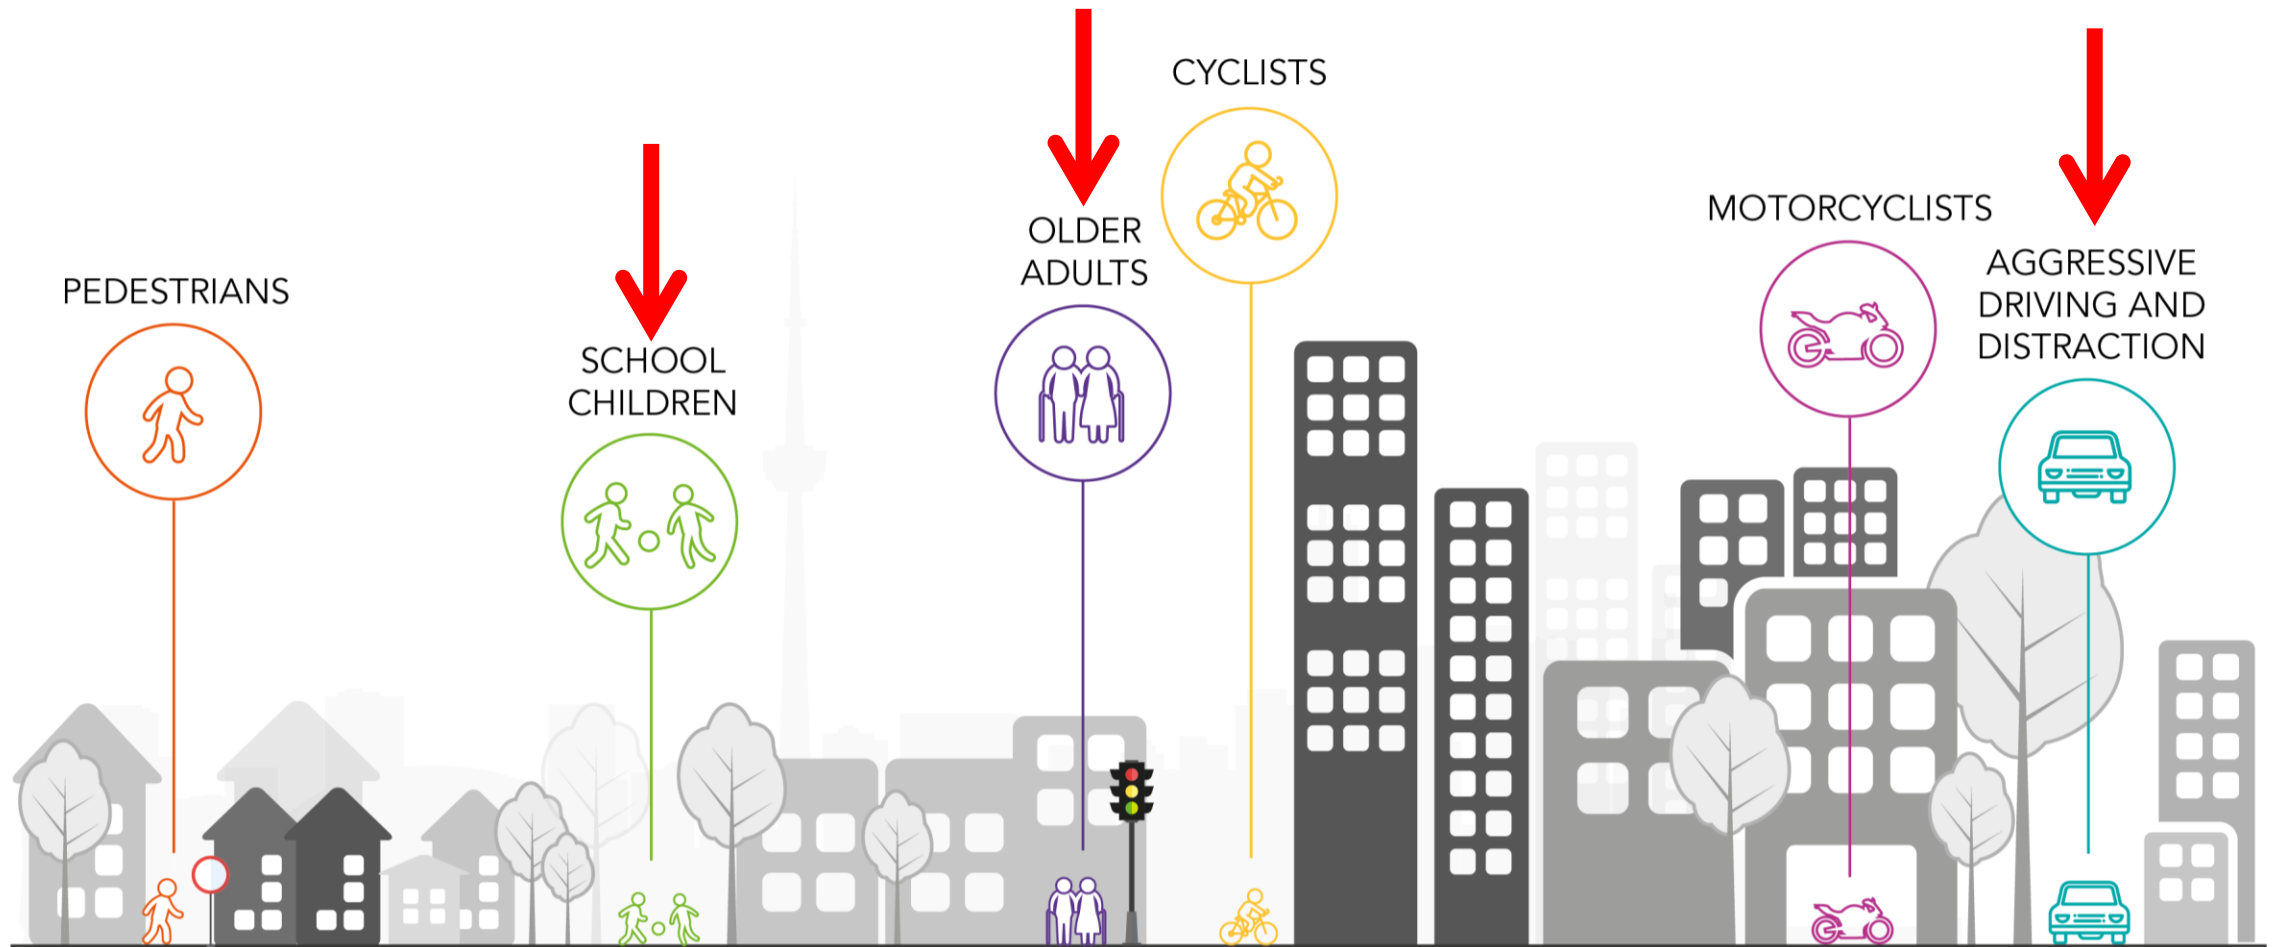 PEDESTRIANS
SCHOOL
CHILDREN
OLDER
ADULTS
CYCLISTS
MOTORCYCLISTS
AGGRESSIVE
DRIVING AND
DISTRACTION